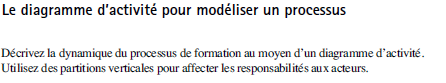 Le diagramme d’activité pour modéliser un processus
Décrivez la dynamique du processus de formation au moyen d’un diagramme d’activité.
Utilisez des partitions verticales pour affecter les responsabilités aux acteurs.